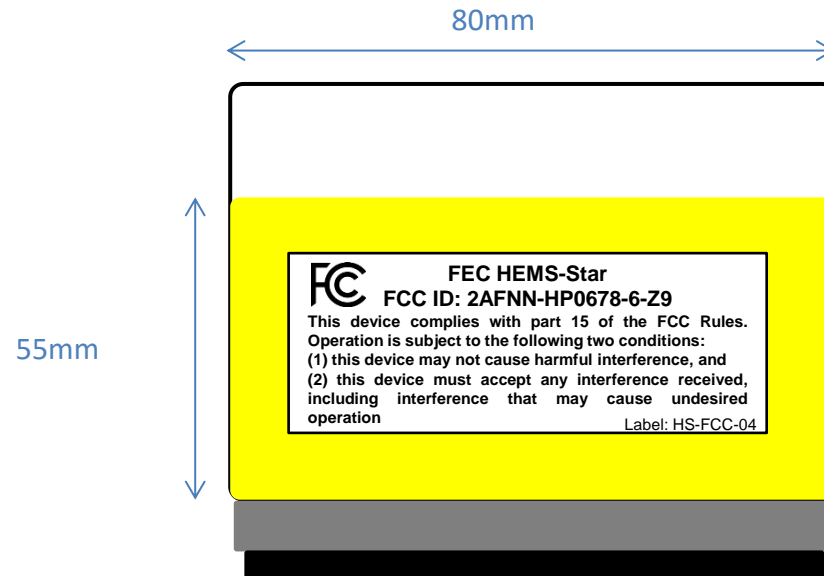 80mm
55mm
FC
FEC HEMS-Star
FCC ID: 2AFNN-HP0678-6-Z9
This device complies with part 15 of the FCC Rules.
Operation is subject to the following two conditions:
(1) this device may not cause harmful interference, and
(2) this device must accept any interference received,
including interference that may cause undesired
operation
Label: HS-FCC-04